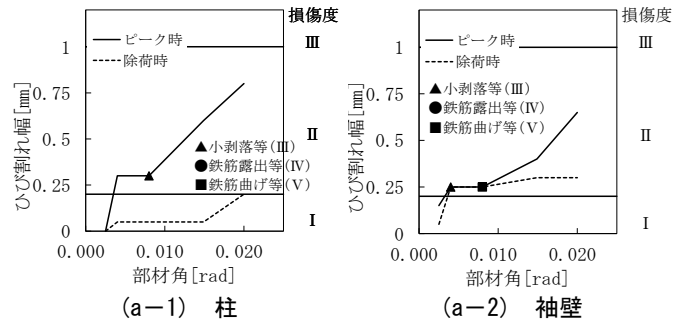 損傷度
Ⅲ
Ⅱ
Ⅰ
ピーク時
除荷時
▲小剥落等(Ⅲ)
●鉄筋露出等(Ⅳ)
■鉄筋曲げ等(Ⅴ)
ひび割れ幅[mm]
1
0.75
0.5
0.25
0
0.000 0.010 0.020
部材角[rad]
(a-1) 柱
損傷度
Ⅲ
Ⅱ
Ⅰ
ピーク時
除荷時
▲小剥落等(Ⅲ)
●鉄筋露出等(Ⅳ)
■鉄筋曲げ等(Ⅴ)
ひび割れ幅[mm]
1
0.75
0.5
0.25
0
0.000 0.010 0.020
部材角[rad]
(a-2) 袖壁